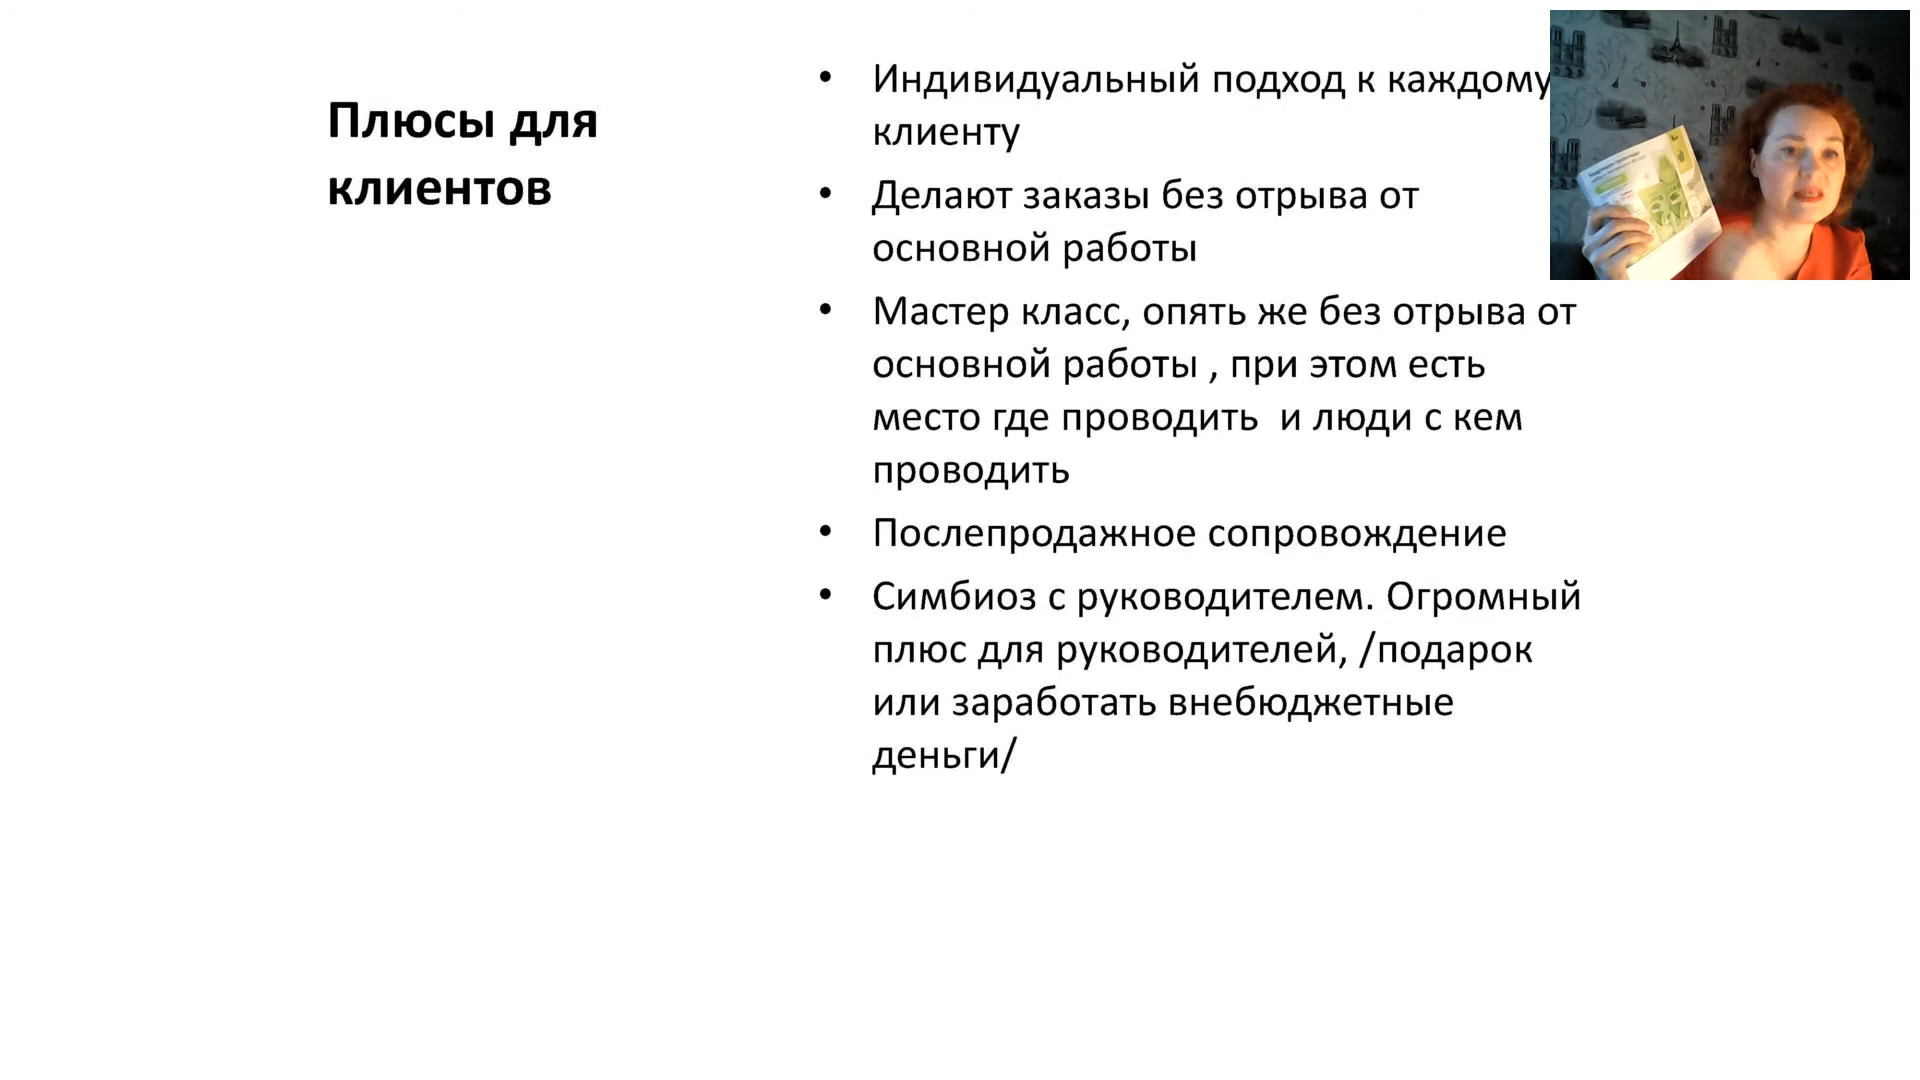 Плюсы для
клиентов
• Индивидуальный подход к каждому
клиенту
• Делают заказы без отрыва от
основной работы
• Мастер класс, опять же без отрыва от
основной работы , при этом есть
место где проводить  и люди с кем
проводить
• Послепродажное сопровождение
• Симбиоз с руководителем. Огромный
плюс для руководителей, /подарок
или заработать внебюджетные
деньги/